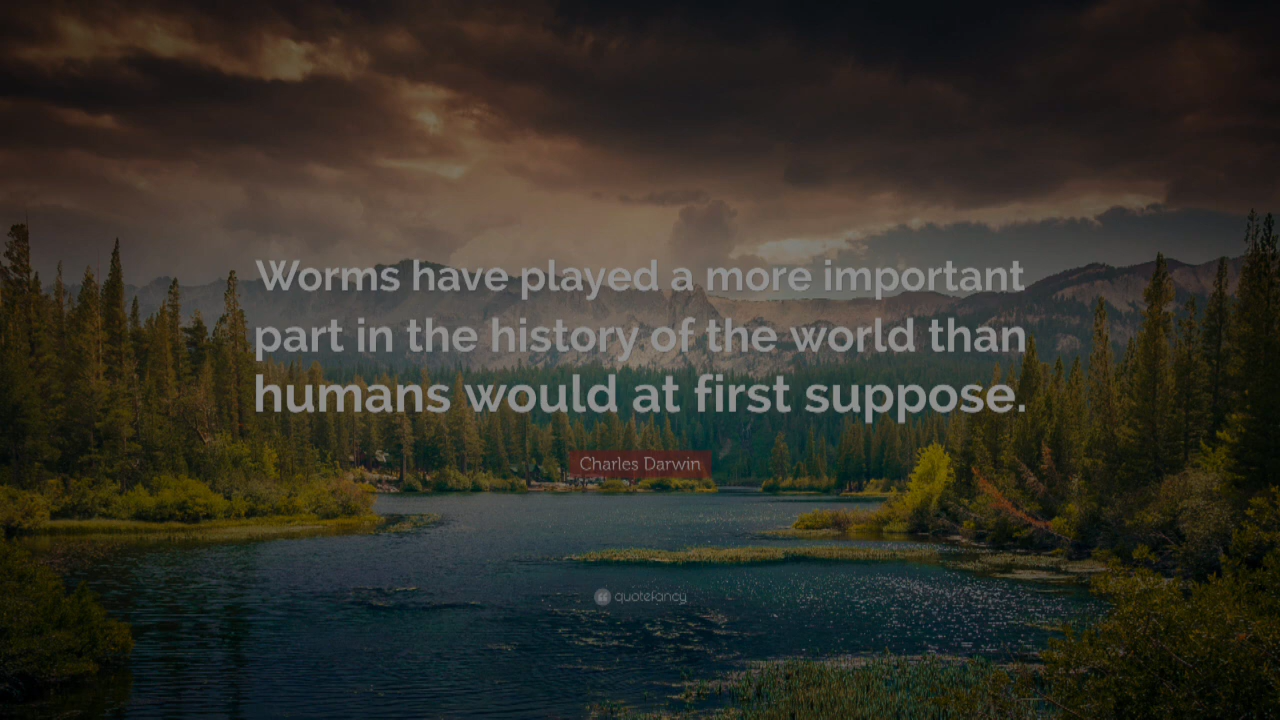 Worms have played a more important
part in the history of the world than
humans would at first suppose.
Charles Darwin
quotefancy